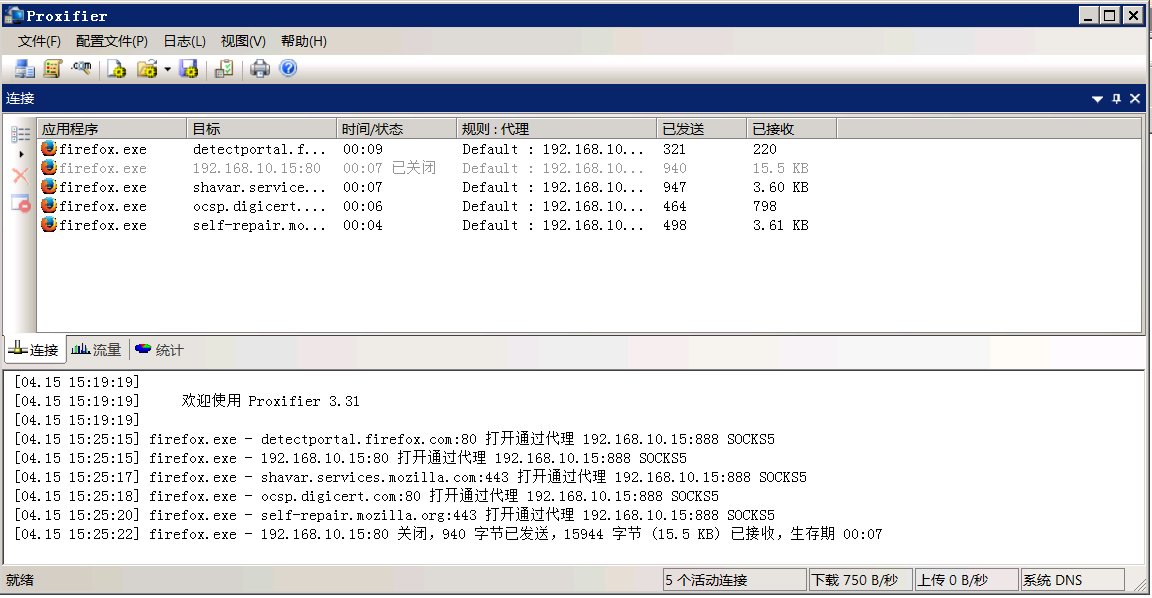 Proxifier
文件(F) 配置文件(P) 日志(L) 视图(V) 帮助(H)
连接
应用程序 目标 时间/状态 规则 : 代理 已发送 已接收
firefox.exe detectportal.f... 00:09 Default : 192.168.10... 321 220
firefox.exe 192.168.10.15:80 00:07 已关闭 Default : 192.168.10... 940 15.5 KB
firefox.exe shavar.service... 00:07 Default : 192.168.10... 947 3.60 KB
firefox.exe ocsp.digicert.... 00:06 Default : 192.168.10... 464 798
firefox.exe self-repair.mo... 00:04 Default : 192.168.10... 498 3.61 KB
连接 流量 统计
[04.15 15:19:19]
[04.15 15:19:19] 欢迎使用 Proxifier 3.31
[04.15 15:19:19]
[04.15 15:25:15] firefox.exe - detectportal.firefox.com:80 打开通过代理 192.168.10.15:888 SOCKS5
[04.15 15:25:15] firefox.exe - 192.168.10.15:80 打开通过代理 192.168.10.15:888 SOCKS5
[04.15 15:25:17] firefox.exe - shavar.services.mozilla.com:443 打开通过代理 192.168.10.15:888 SOCKS5
[04.15 15:25:18] firefox.exe - ocsp.digicert.com:80 打开通过代理 192.168.10.15:888 SOCKS5
[04.15 15:25:20] firefox.exe - self-repair.mozilla.org:443 打开通过代理 192.168.10.15:888 SOCKS5
[04.15 15:25:22] firefox.exe - 192.168.10.15:80 关闭，940 字节已发送，15944 字节 (15.5 KB) 已接收，生存期 00:07
就绪 5 个活动连接 下载 750 B/秒 上传 0 B/秒 系统 DNS